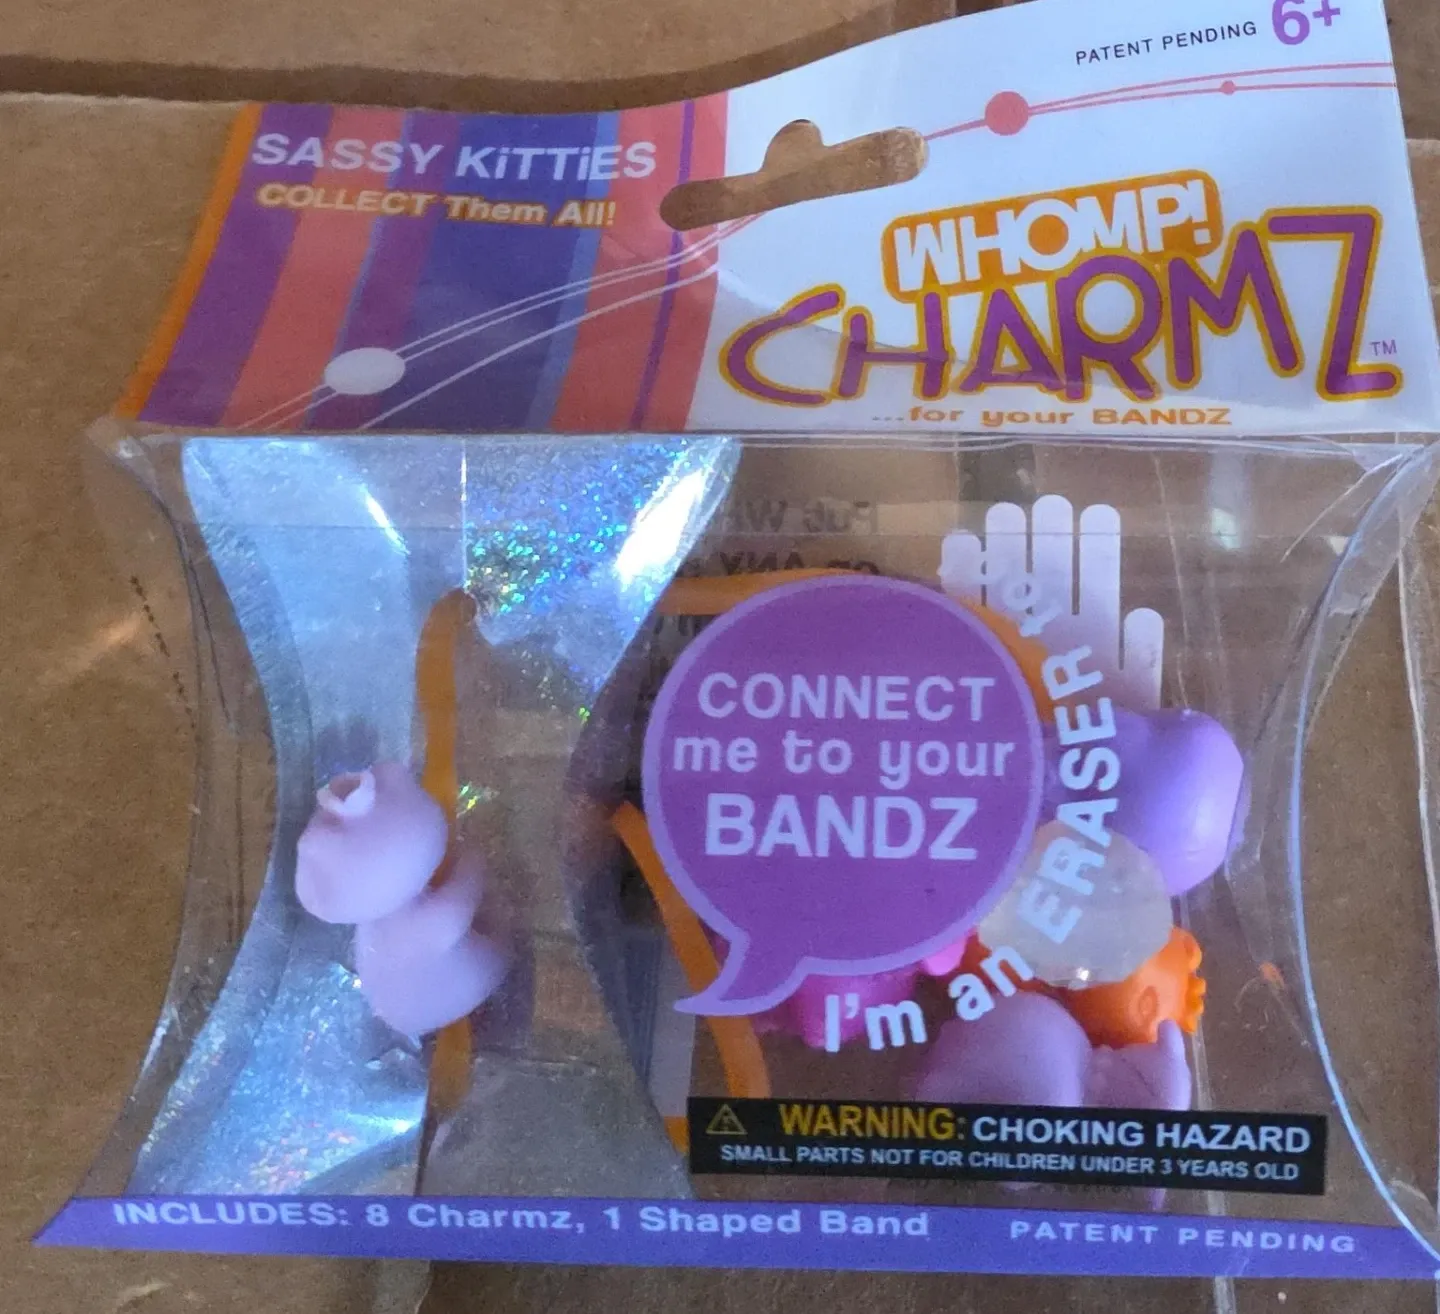 PATENT PENDING 6+
SASSY KiTTiES
COLLECT Them All!
WHOMP!
CHARMZ™
...for your BANDZ
CONNECT
me to your
BANDZ
I'm an ERASER too
WARNING: CHOKING HAZARD
SMALL PARTS NOT FOR CHILDREN UNDER 3 YEARS OLD
INCLUDES: 8 Charmz, 1 Shaped Band
PATENT PENDING